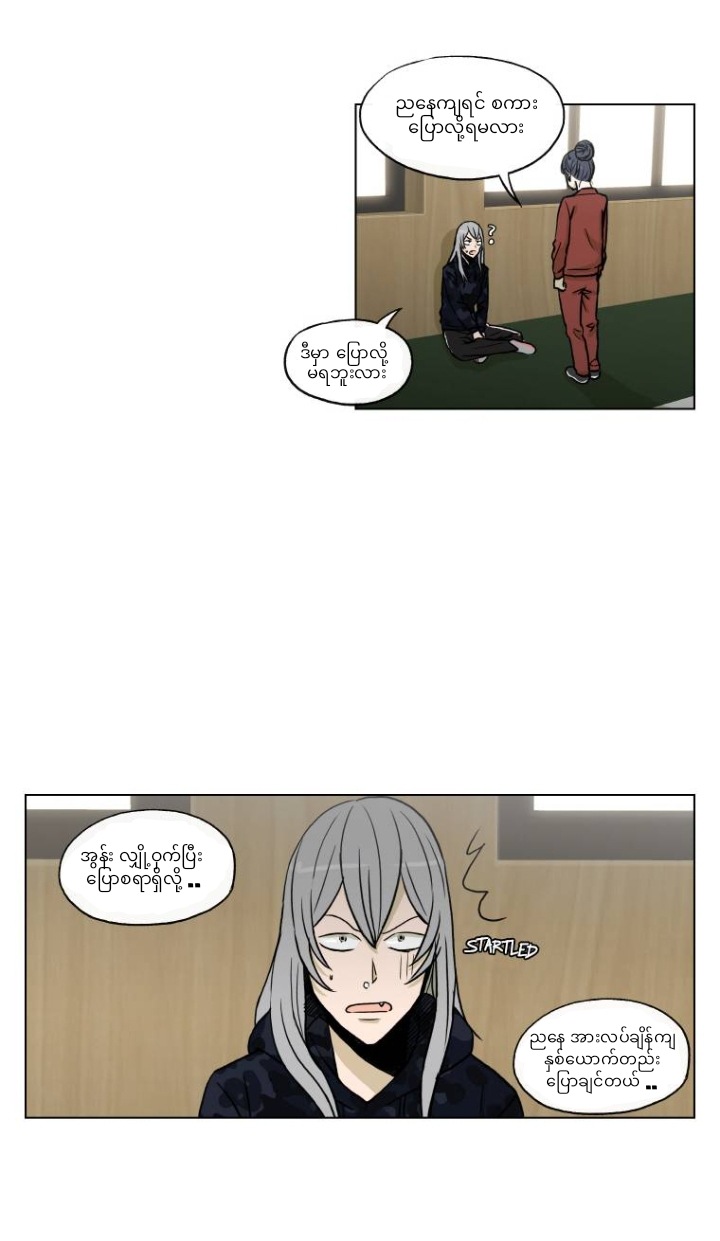 ညနေကျရင် စကား
ပြောလို့ရမလား
?
ဒီမှာ ပြောလို့
မရဘူးလား
အွန်း လျှို့ဝှက်ပြီး
ပြောစရာရှိလို့ ..
STARTLED
ညနေ အားလပ်ချိန်ကျ
နှစ်ယောက်တည်း
ပြောချင်တယ် ..